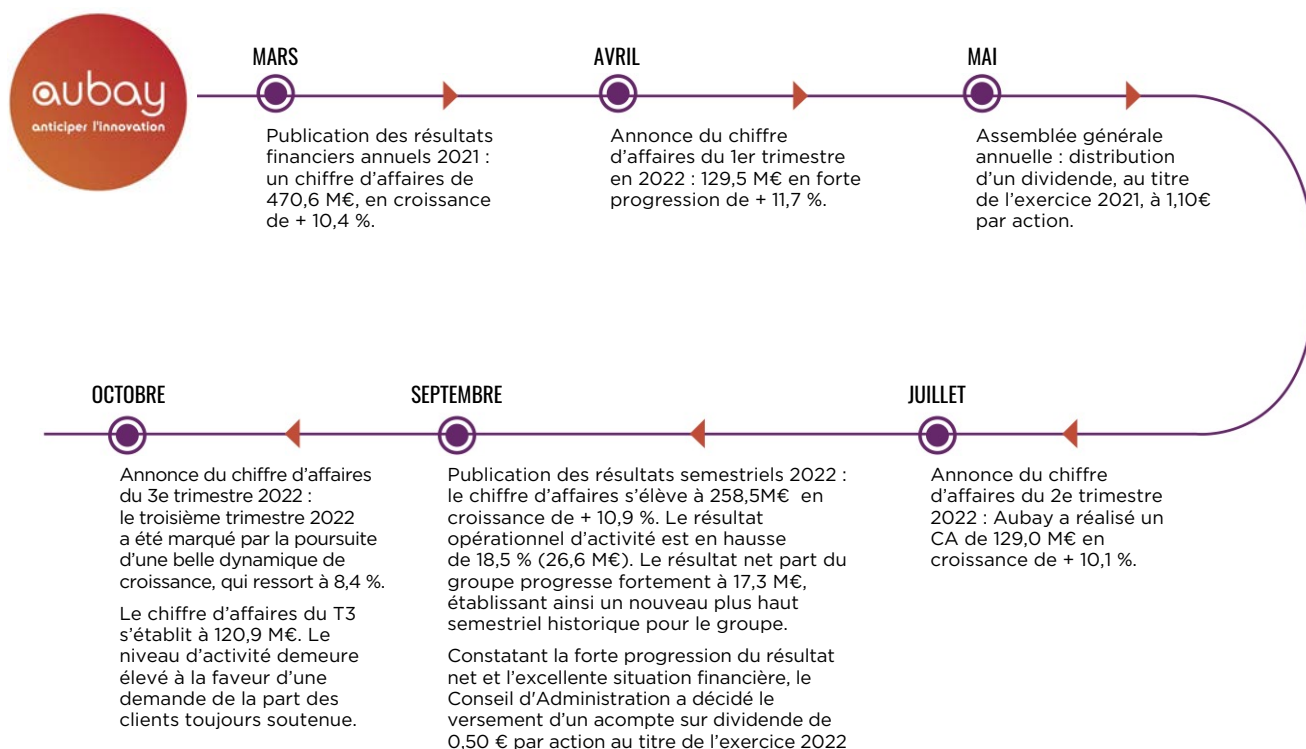 aubay
anticiper l'innovation
MARS
Publication des résultats
financiers annuels 2021 :
un chiffre d'affaires de
470,6 M€, en croissance
de + 10,4 %.
AVRIL
Annonce du chiffre
d'affaires du 1er trimestre
en 2022 : 129,5 M€ en forte
progression de + 11,7 %.
MAI
Assemblée générale
annuelle : distribution
d'un dividende, au titre
de l'exercice 2021, à 1,10€
par action.
JUILLET
Annonce du chiffre
d'affaires du 2e trimestre
2022 : Aubay a réalisé un
CA de 129,0 M€ en
croissance de + 10,1 %.
SEPTEMBRE
Publication des résultats semestriels 2022 :
le chiffre d'affaires s'élève à 258,5M€ en
croissance de + 10,9 %. Le résultat
opérationnel d'activité est en hausse
de 18,5 % (26,6 M€). Le résultat net part du
groupe progresse fortement à 17,3 M€,
établissant ainsi un nouveau plus haut
semestriel historique pour le groupe.
Constatant la forte progression du résultat
net et l'excellente situation financière, le
Conseil d'Administration a décidé le
versement d'un acompte sur dividende de
0,50 € par action au titre de l'exercice 2022
OCTOBRE
Annonce du chiffre d'affaires
du 3e trimestre 2022 :
le troisième trimestre 2022
a été marqué par la poursuite
d'une belle dynamique de
croissance, qui ressort à 8,4 %.
Le chiffre d'affaires du T3
s'établit à 120,9 M€. Le
niveau d'activité demeure
élevé à la faveur d'une
demande de la part des
clients toujours soutenue.